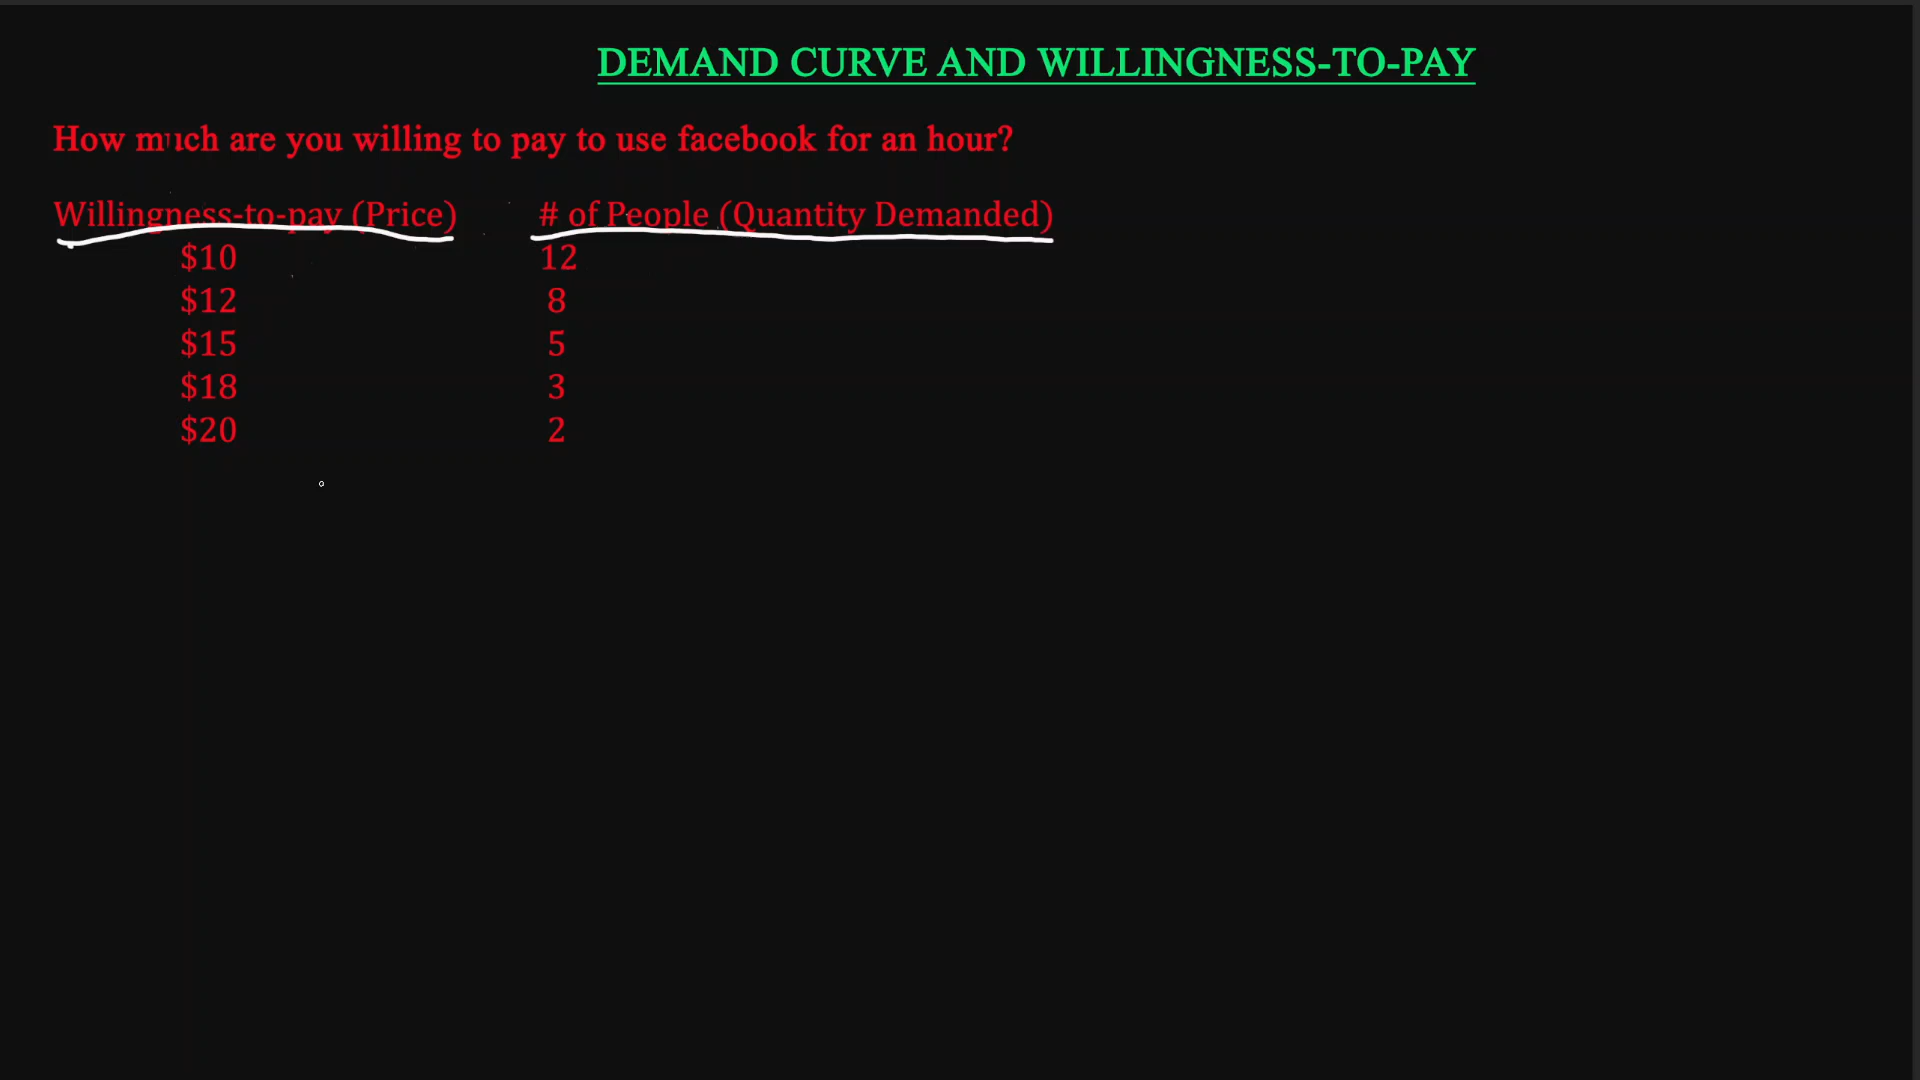 DEMAND CURVE AND WILLINGNESS-TO-PAY
How much are you willing to pay to use facebook for an hour?
Willingness-to-pay (Price) # of People (Quantity Demanded)
$10 12
$12 8
$15 5
$18 3
$20 2